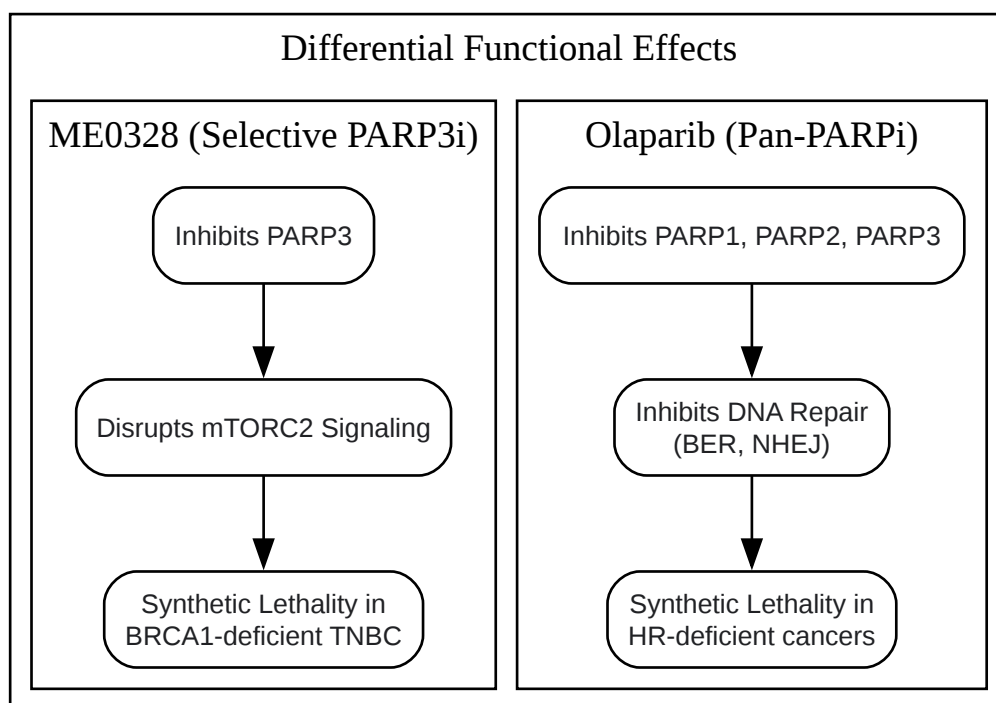 Differential Functional Effects
ME0328 (Selective PARP3i)
Inhibits PARP3
Disrupts mTORC2 Signaling
Synthetic Lethality in
BRCA1-deficient TNBC
Olaparib (Pan-PARPi)
Inhibits PARP1, PARP2, PARP3
Inhibits DNA Repair
(BER, NHEJ)
Synthetic Lethality in
HR-deficient cancers